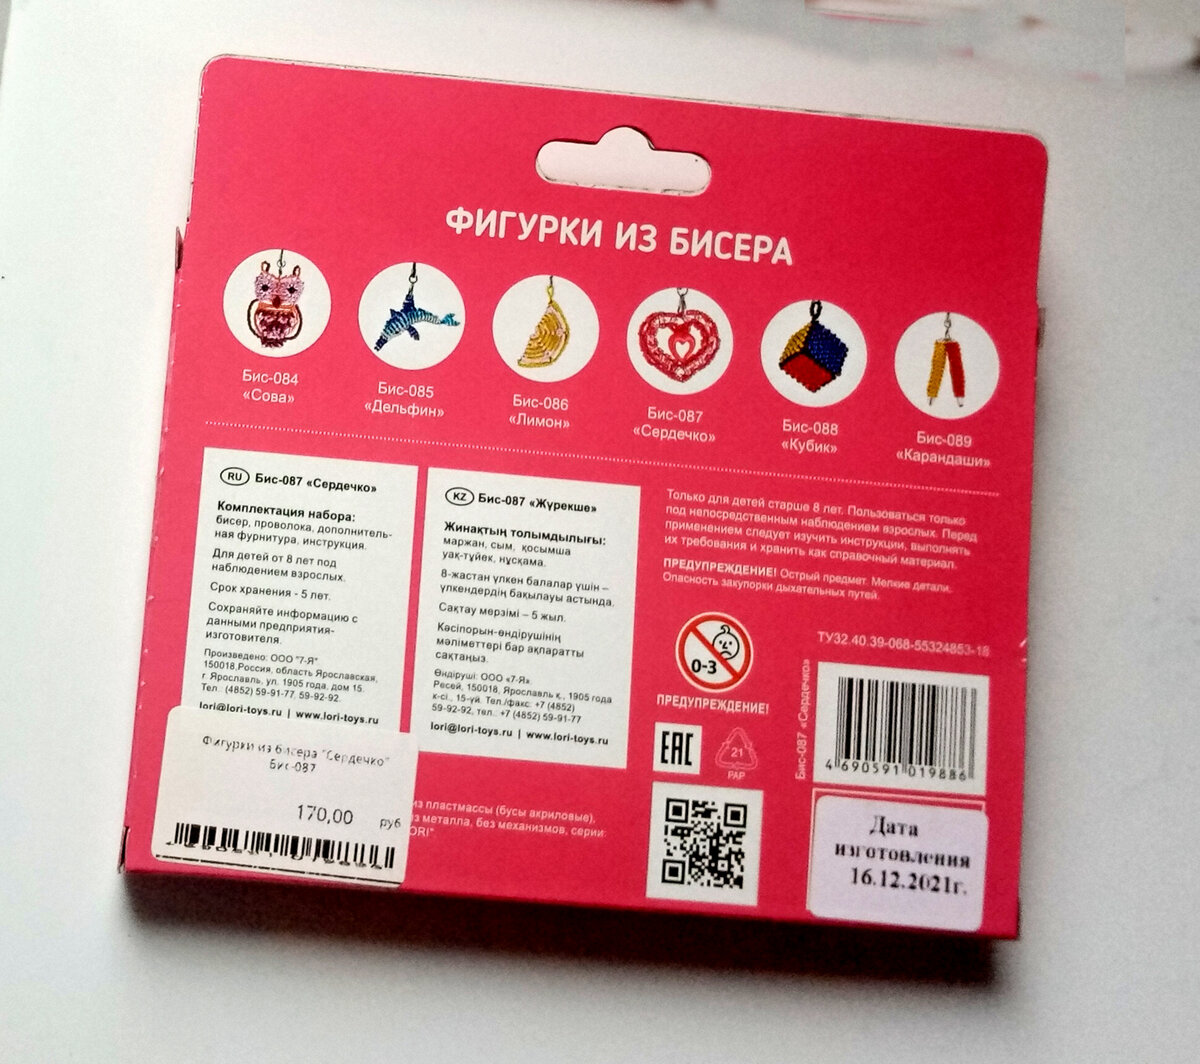 ФИГУРКИ ИЗ БИСЕРА
Бис-084
«Сова»
Бис-085
«Дельфин»
Бис-086
«Лимон»
Бис-087
«Сердечко»
Бис-088
«Кубик»
Бис-089
«Карандаши»
RU Бис-087 «Сердечко»
Комплектация набора:
бисер, проволока, дополнитель-
ная фурнитура, инструкция.
Для детей от 8 лет под
наблюдением взрослых.
Срок хранения - 5 лет.
Сохраняйте информацию с
данными предприятия-
изготовителя.
Произведено: ООО "7-Я"
150018,Россия, область Ярославская,
г. Ярославль, ул. 1905 года, дом 15.
Тел.: (4852) 59-91-77, 59-92-92.
lori@lori-toys.ru | www.lori-toys.ru
KZ Бис-087 «Жүрекше»
Жинақтың толымдылығы:
маржан, сым, қосымша
уақ-түйек, нұсқама.
8-жастан үлкен балалар үшін –
үлкендердің бақылауы астында.
Сақтау мерзімі – 5 жыл.
Кәсіпорын-өндірушінің
мәліметтері бар ақпаратты
сақтаңыз.
Өндіруші: ООО «7-Я»
Ресей, 150018, Ярославль қ., 1905 года
к-сі., 15-үй. Тел./факс: +7 (4852)
59-92-92, тел.: +7 (4852) 59-91-77
lori@lori-toys.ru | www.lori-toys.ru
Только для детей старше 8 лет. Пользоваться только
под непосредственным наблюдением взрослых. Перед
применением следует изучить инструкции, выполнять
их требования и хранить как справочный материал.
ПРЕДУПРЕЖДЕНИЕ! Острый предмет. Мелкие детали.
Опасность закупорки дыхательных путей.
0-3
ПРЕДУПРЕЖДЕНИЕ!
ТУ32.40.39-068-55324853-18
Бис-087 «Сердечко»
4 690591 019886
EAC
21
PAP
Фигурки из бисера "Сердечко"
Бис-087
170,00 руб
из пластмассы (бусы акриловые),
из металла, без механизмов, серии:
Дата
изготовления
16.12.2021г.